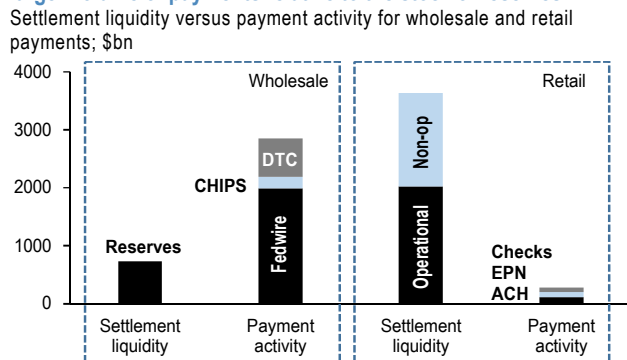 Settlement liquidity versus payment activity for wholesale and retail
payments; $bn
4000
3000
2000
1000
0
Wholesale
Reserves
CHIPS
DTC
Fedwire
Settlement
liquidity
Payment
activity
Retail
Non-op
Operational
Checks
EPN
ACH
Settlement
liquidity
Payment
activity